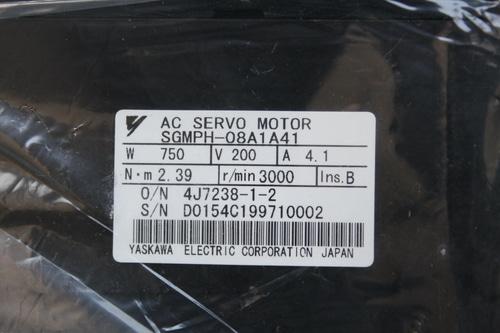 AC SERVO MOTOR
SGMPH-08A1A41
W 750 V 200 A 4.1
N·m 2.39 r/min 3000 Ins.B
O/N 4J7238-1-2
S/N D0154C199710002
YASKAWA ELECTRIC CORPORATION JAPAN